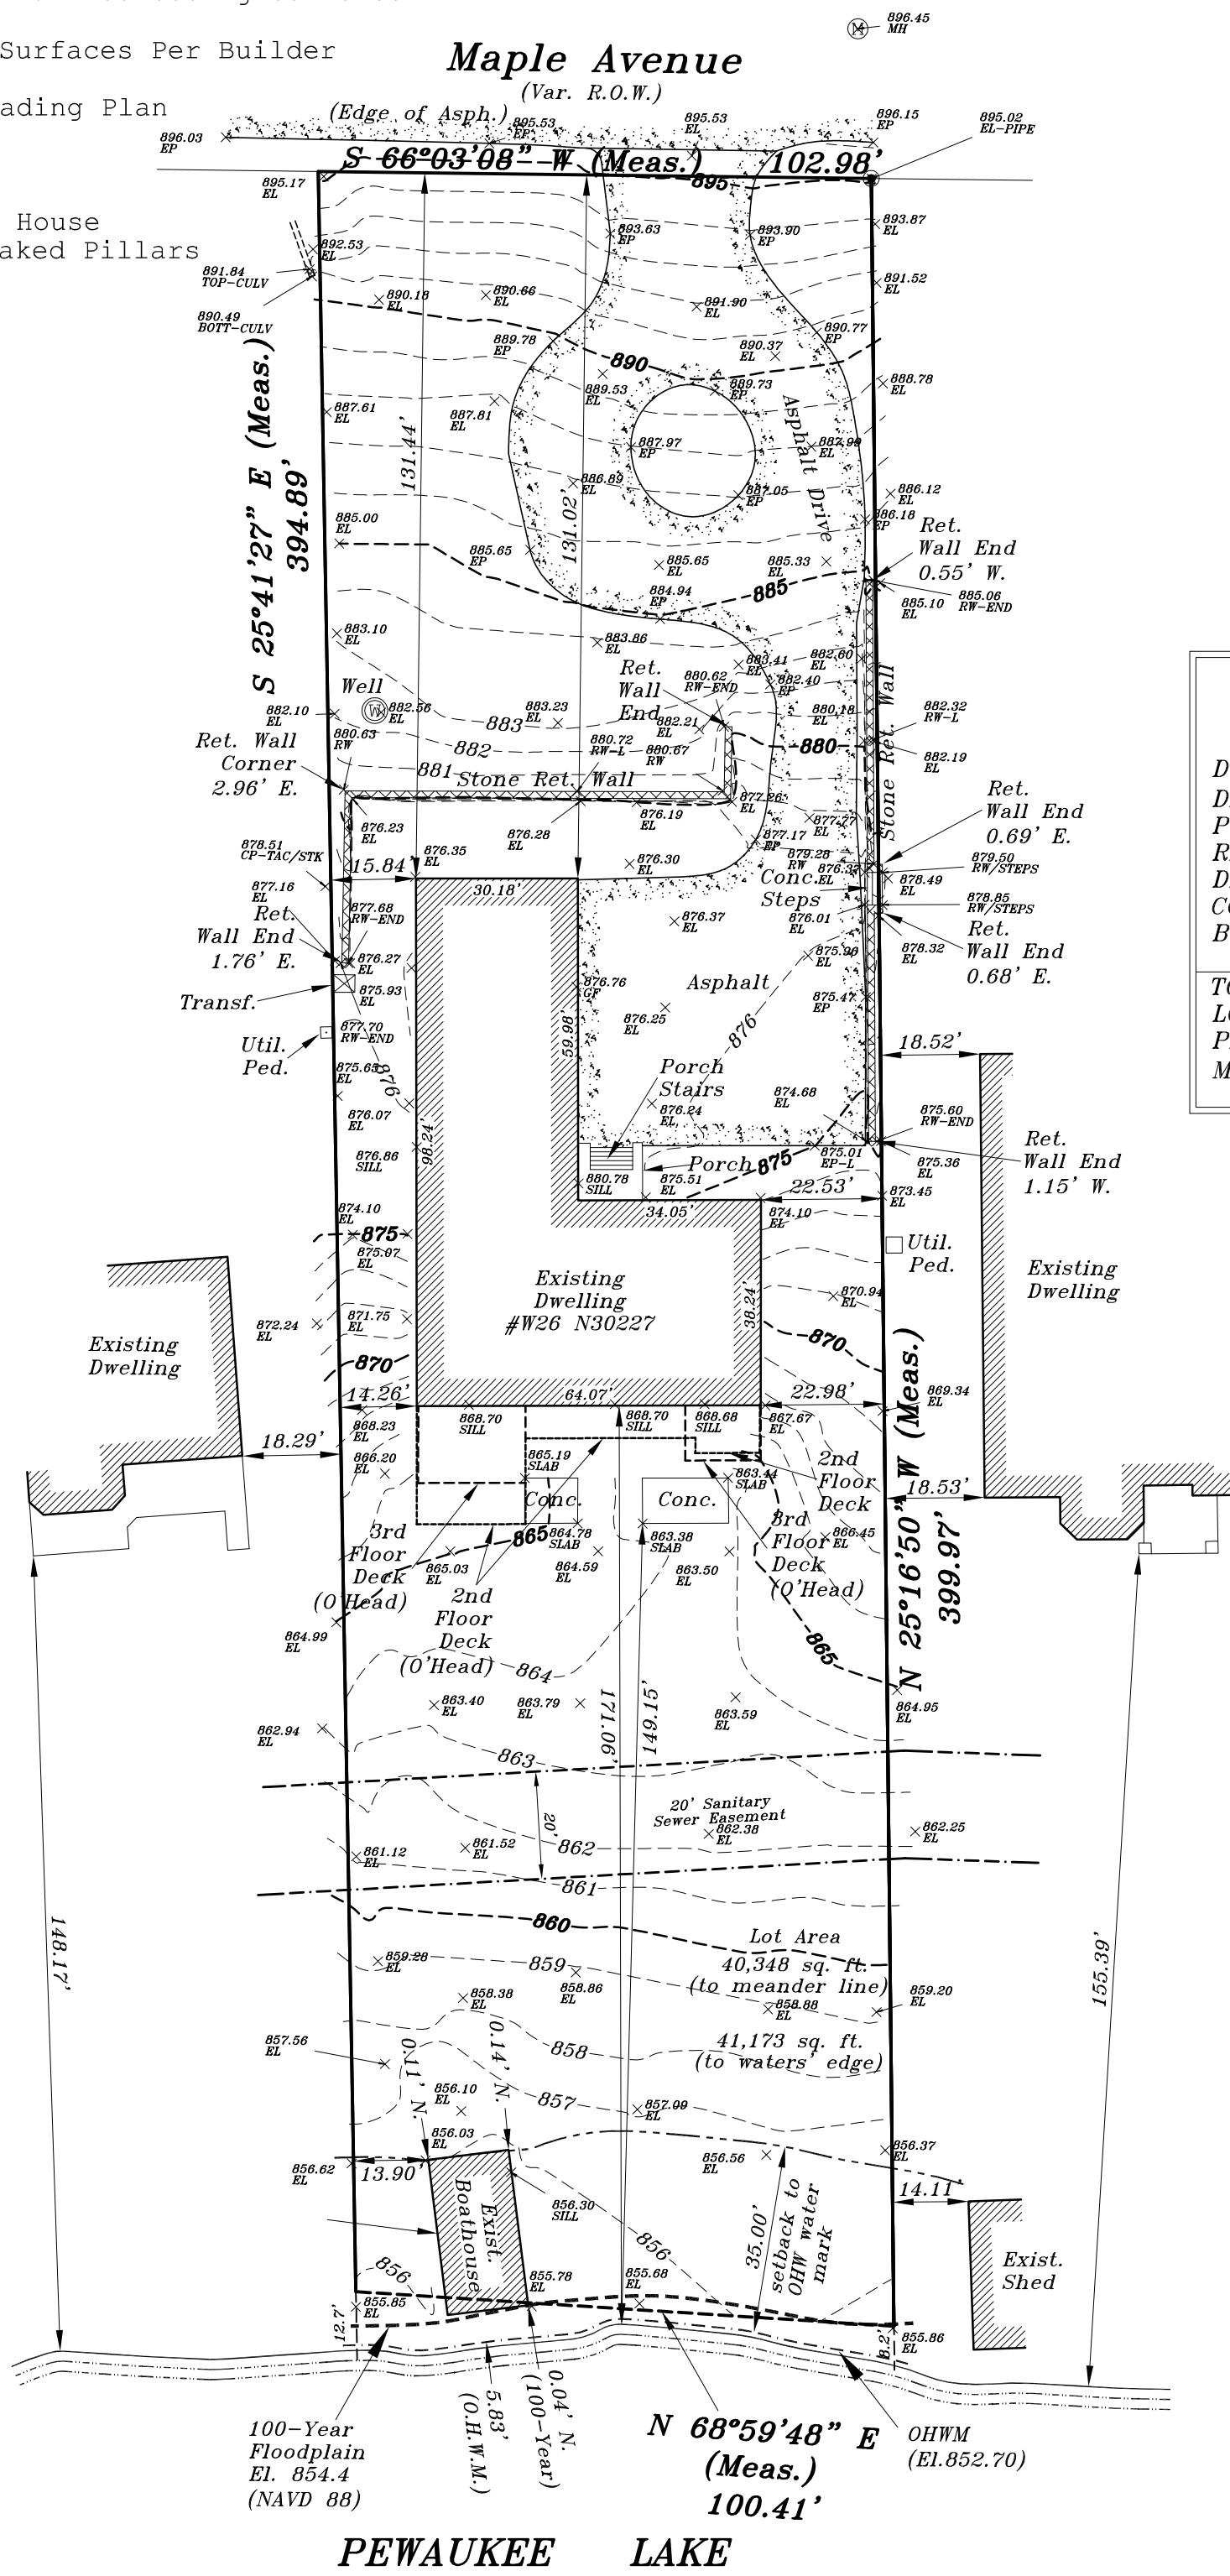 Surfaces Per Builder
ading Plan
House
aked Pillars
Maple Avenue
(Var. R.O.W.)
(Edge of Asph.)
896.45
MH
896.03
EP
895.53
EP
895.53
EL
896.15
EP
895.02
EL-PIPE
S 66°03'08" W (Meas.)
102.98'
895.17
EL
895
892.53
EL
893.63
EP
893.90
EP
893.87
EL
891.84
TOP-CULV
890.49
BOTT-CULV
890.18
EL
890.66
EL
891.90
EL
891.52
EL
889.78
EP
890
890.37
EL
890.77
EP
889.53
EL
889.73
EP
888.78
EL
887.61
EL
887.81
EL
887.97
EP
887.99
EL
Asphalt Drive
S 25°41'27" E (Meas.)
394.89'
131.44'
131.02'
886.89
EL
887.05
EP
886.12
EL
886.18
EP
885.00
EL
885.65
EP
885.65
EL
885.33
EL
Ret.
Wall End
0.55' W.
885.06
RW-END
885.10
EL
884.94
EP
885
883.10
EL
883.86
EL
883.41
EL
882.60
EL
882.40
EP
Ret.
Wall
End
880.62
RW-END
Well
W
882.56
EL
882.10
EL
883
883.23
EL
882.21
EL
880.18
EL
882.32
RW-L
882.19
EL
880
880.63
RW
882
881
880.72
RW-L
880.67
RW
Stone Ret. Wall
Stone Ret. Wall
Ret. Wall
Corner
2.96' E.
876.23
EL
876.28
876.19
EL
877.26
EL
877.77
EL
877.17
EP
Ret.
Wall End
0.69' E.
878.51
CP-TAC/STK
876.35
EL
876.30
EL
879.28
RW
879.50
RW/STEPS
878.49
EL
878.85
RW/STEPS
15.84'
30.18'
Conc.
Steps
877.16
EL
877.68
RW-END
Ret.
Wall End
1.76' E.
876.37
EL
876.01
EL
878.32
EL
Ret.
Wall End
0.68' E.
876.27
EL
875.93
EL
Transf.
877.70
RW-END
Util.
Ped.
876.76
GF
876.25
EL
Asphalt
875.47
EP
876
18.52'
59.98'
98.24'
875.65
EL
876
876.07
EL
876.86
SILL
Porch
Stairs
876.24
EL
874.68
EL
875.60
RW-END
875.36
EL
Ret.
Wall End
1.15' W.
Porch
875
875.01
EP-L
880.78
SILL
875.51
EL
34.05'
22.53'
873.45
EL
874.10
EL
874.10
EL
875
875.07
EL
Util.
Ped.
Existing
Dwelling
#W26 N30227
38.24'
870.94
EL
Existing
Dwelling
Existing
Dwelling
872.24
EL
871.75
EL
870
870
14.26'
64.07'
22.98'
869.34
EL
868.23
EL
868.70
SILL
868.70
SILL
868.68
SILL
867.67
EL
18.29'
866.20
EL
865.19
SLAB
863.44
SLAB
2nd
Floor
Deck
18.53'
Conc.
Conc.
3rd
Floor
Deck
(O'Head)
865
864.78
SLAB
863.38
SLAB
3rd
Floor
Deck
(O'Head)
866.45
EL
865.03
EL
864.59
EL
863.50
EL
2nd
Floor
Deck
(O'Head)
864.99
EL
864
865
N 25°16'50" W (Meas.)
399.97'
864.95
EL
863.40
EL
863.79
EL
863.59
EL
862.94
EL
171.06'
149.15'
863
20' Sanitary
Sewer Easement
20'
862.38
EL
862.25
EL
861.12
EL
861.52
EL
862
861
860
Lot Area
40,348 sq. ft.
(to meander line)
859.28
EL
859
858.86
EL
858.38
EL
858.88
EL
859.20
EL
41,173 sq. ft.
(to waters' edge)
857.56
EL
858
0.11' N.
0.14' N.
856.10
EL
857
857.09
EL
856.03
EL
856.56
EL
856.37
EL
856.62
EL
13.90'
14.11'
148.17'
155.39'
Exist.
Boathouse
856.30
SILL
35.00'
setback to
OHW water
mark
856
856
Exist.
Shed
855.85
EL
855.78
EL
855.68
EL
855.86
EL
12.7'
8.2'
100-Year
Floodplain
El. 854.4
(NAVD 88)
5.83'
(O.H.W.M.)
0.04' N.
(100-Year)
N 68°59'48" E
(Meas.)
100.41'
OHWM
(El.852.70)
PEWAUKEE LAKE